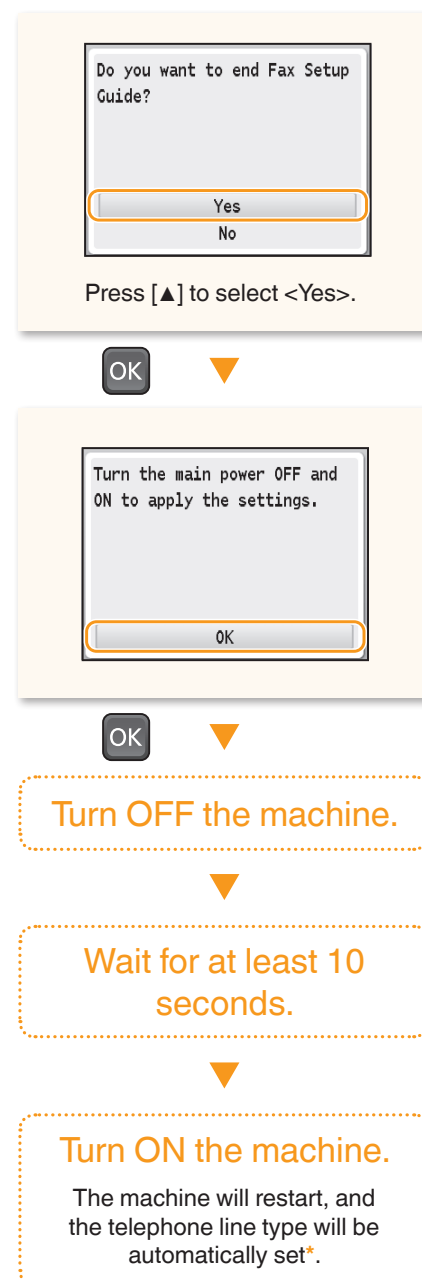 Do you want to end Fax Setup
Guide?
Yes
No
Press [▲] to select <Yes>.
OK
Turn the main power OFF and
ON to apply the settings.
OK
OK
Turn OFF the machine.
Wait for at least 10
seconds.
Turn ON the machine.
The machine will restart, and
the telephone line type will be
automatically set*.